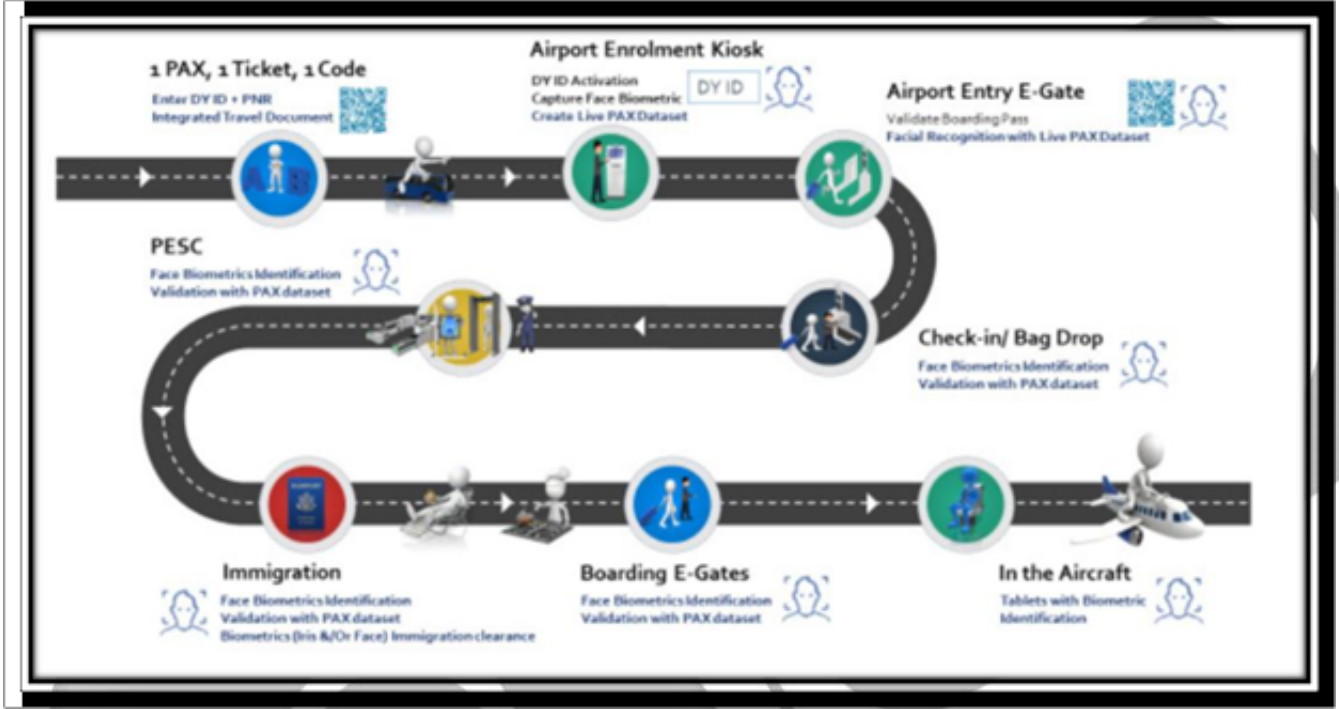 1 PAX, 1 Ticket, 1 Code
Enter DY ID + PNR
Integrated Travel Document
Airport Enrolment Kiosk
DY ID Activation
Capture Face Biometric
Create Live PAX Dataset
DY ID
Airport Entry E-Gate
Validate Boarding Pass
Facial Recognition with Live PAX Dataset
A B
PESC
Face Biometrics Identification
Validation with PAX dataset
Check-in/ Bag Drop
Face Biometrics Identification
Validation with PAX dataset
PASSPORT
Immigration
Face Biometrics Identification
Validation with PAX dataset
Biometrics (Iris &/Or Face) Immigration clearance
Boarding E-Gates
Face Biometrics Identification
Validation with PAX dataset
In the Aircraft
Tablets with Biometric
Identification